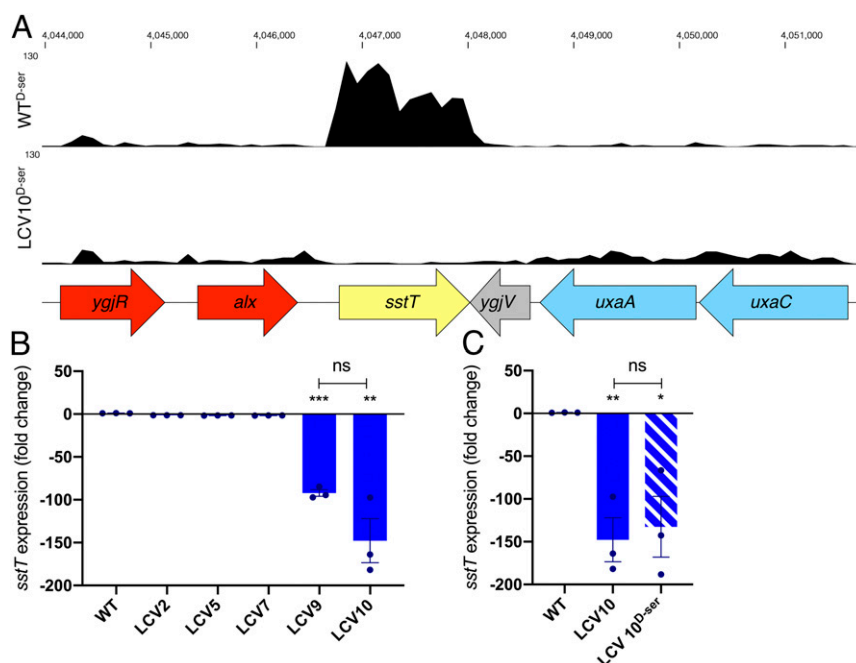 A
4,044,000 4,045,000 4,046,000 4,047,000 4,048,000 4,049,000 4,050,000 4,051,000
130
WT^D-ser
130
LCV10^D-ser
ygjR alx sstT ygjV uxaA uxaC
B
sstT expression (fold change)
50
0
-50
-100
-150
-200
ns
*** **
WT LCV2 LCV5 LCV7 LCV9 LCV10
C
sstT expression (fold change)
50
0
-50
-100
-150
-200
ns
** *
WT LCV10 LCV 10^D-ser